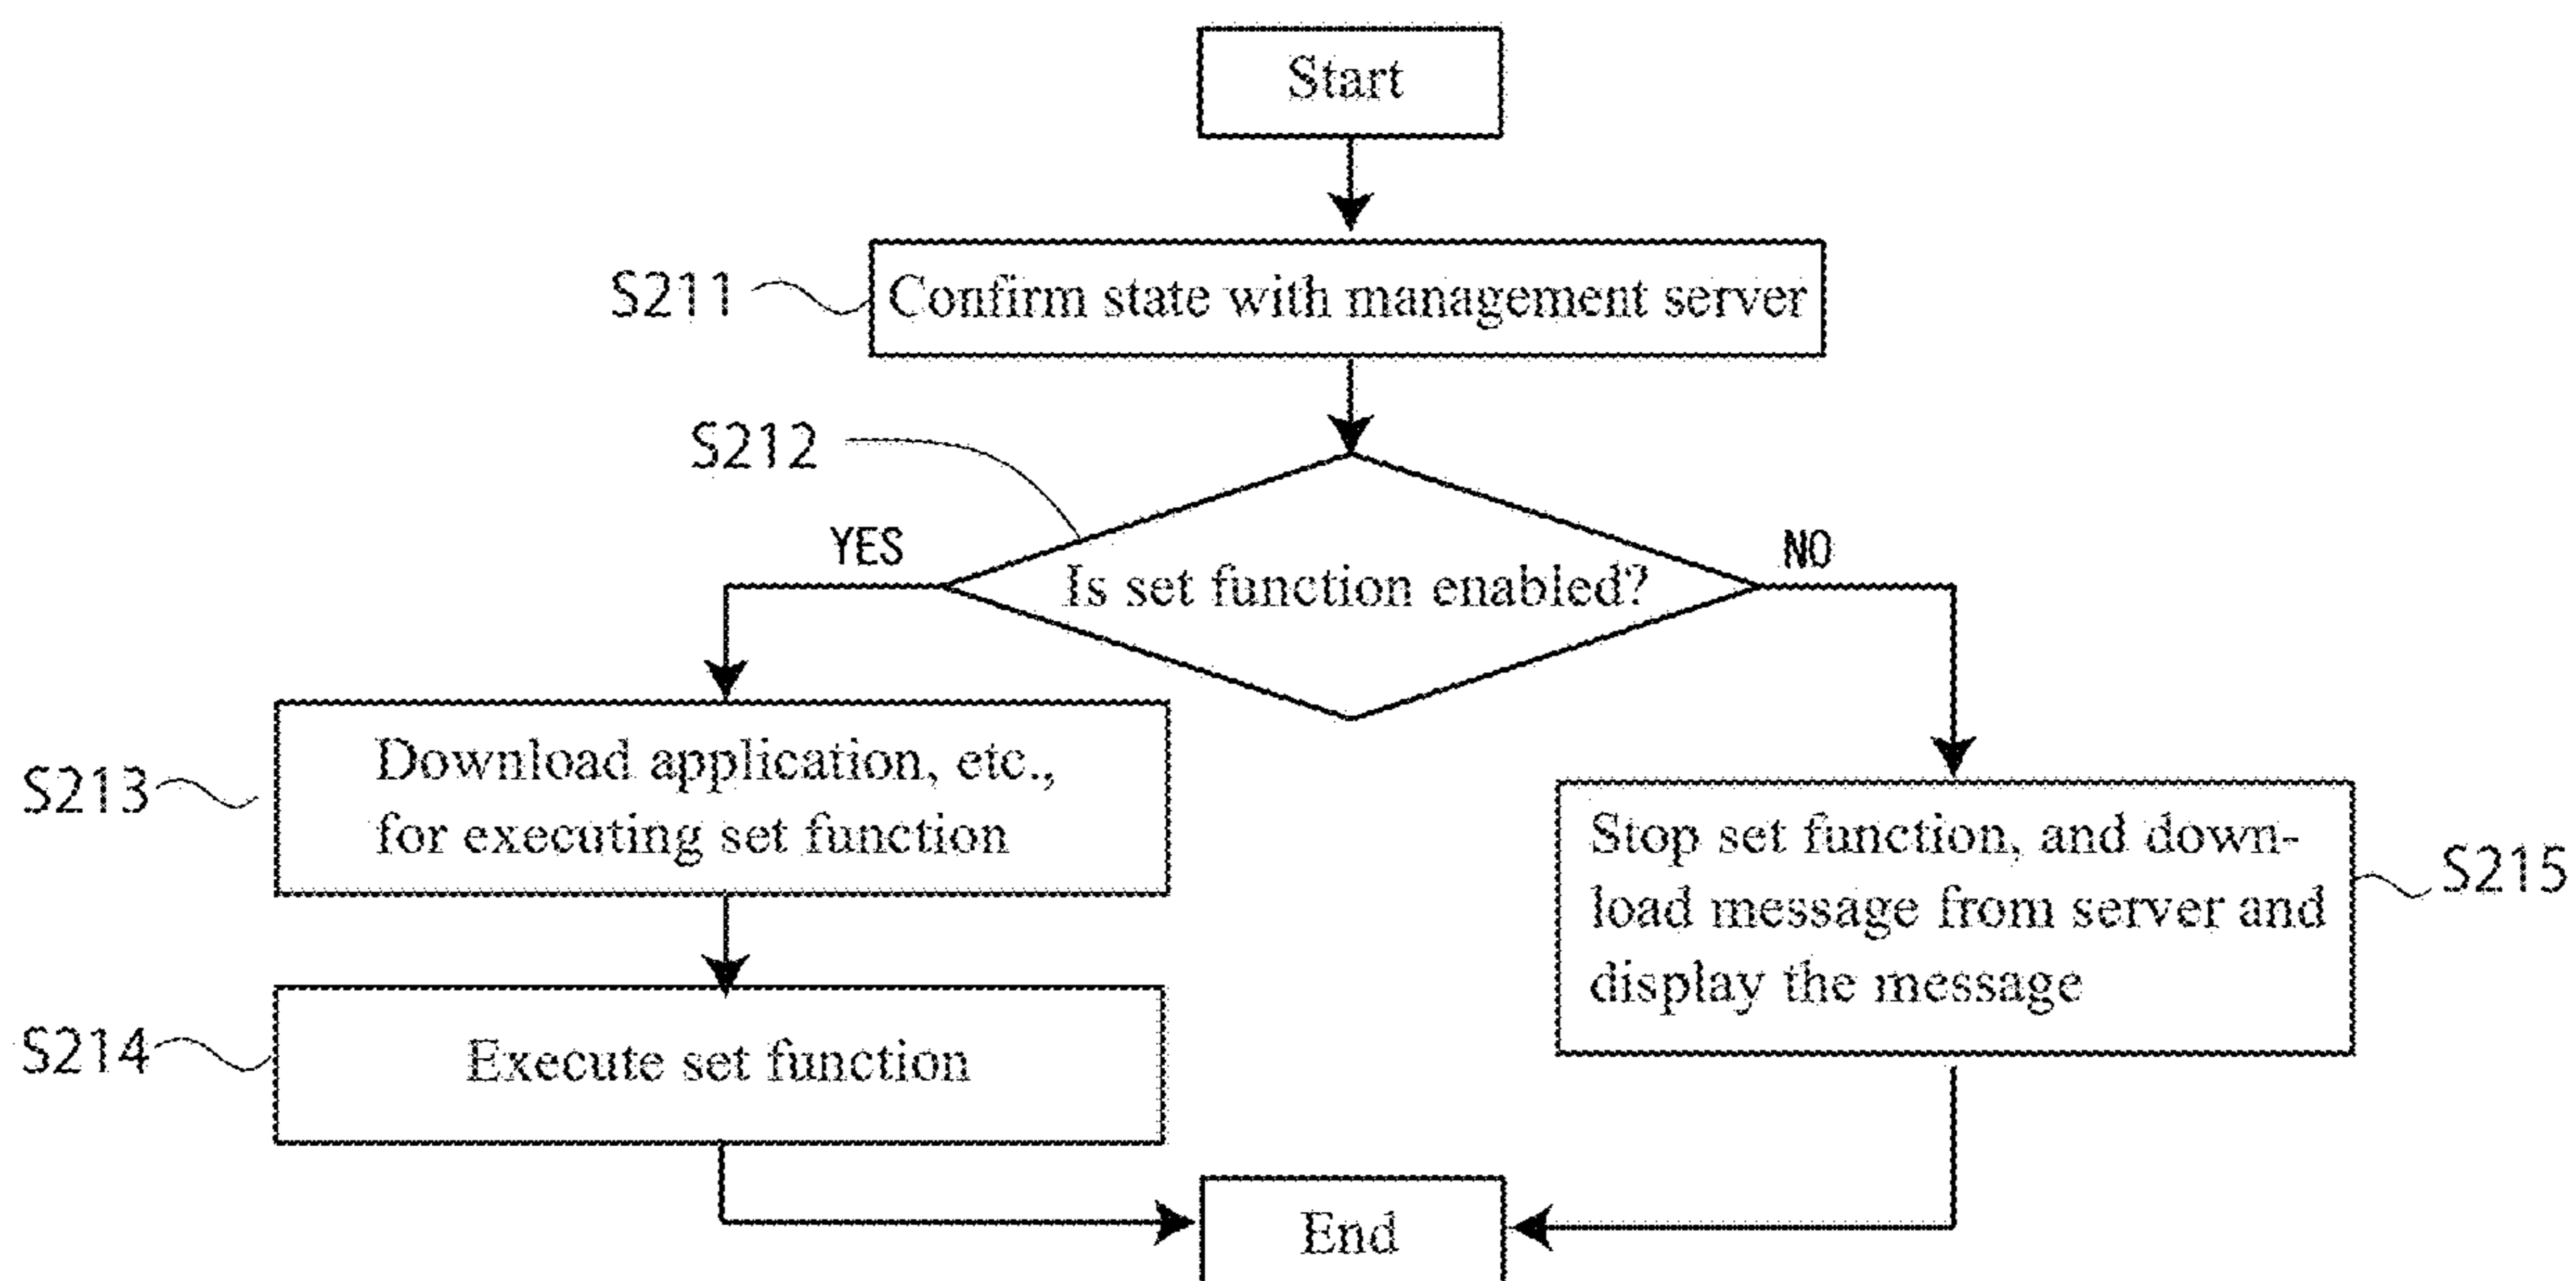 Start
S211
Confirm state with management server
S212
YES
NO
Is set function enabled?
S213
Download application, etc.,
for executing set function
Stop set function, and down-
load message from server and
display the message
S215
S214
Execute set function
End